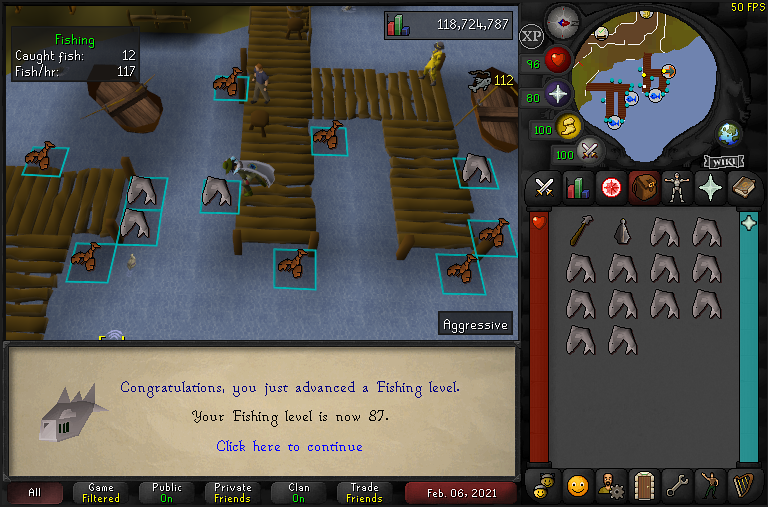 50 FPS
Fishing
Caught fish: 12
Fish/hr: 117
118,724,787
XP
112
96
80
100
100
WIKI
Aggressive
Congratulations, you just advanced a Fishing level.
Your Fishing level is now 87.
Click here to continue
All
Game
Filtered
Public
On
Private
Friends
Clan
On
Trade
Friends
Feb. 06, 2021